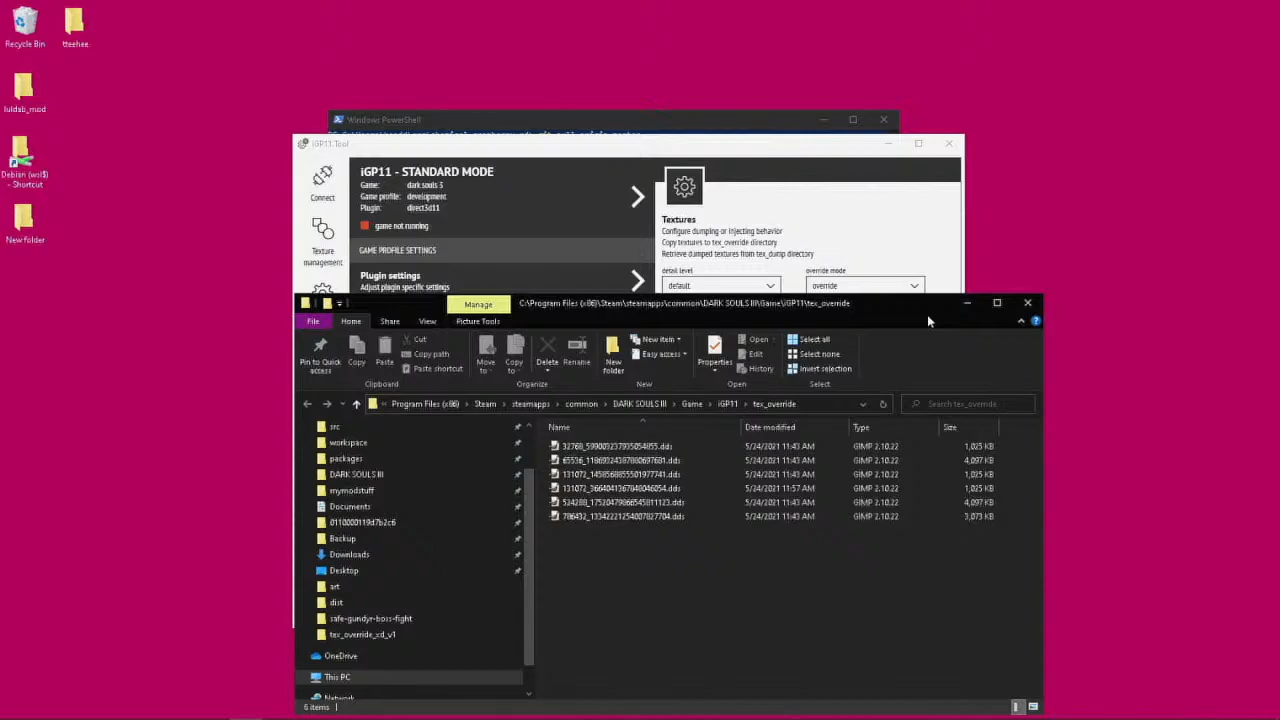 Recycle Bin
tteehee
luldsb_mod
Debian (wsl$)
- Shortcut
New folder
Windows PowerShell
iGP11.Tool
Connect
Texture
management
iGP11 - STANDARD MODE
Game: dark souls 3
Game profile: development
Plugin: direct3d11
game not running
GAME PROFILE SETTINGS
Plugin settings
Adjust plugin specific settings
Textures
Configure dumping or injecting behavior
Copy textures to tex_override directory
Retrieve dumped textures from tex_dump directory
detail level
override mode
default
override
Manage
C:\Program Files (x86)\Steam\steamapps\common\DARK SOULS III\Game\iGP11\tex_override
File
Home
Share
View
Picture Tools
Pin to Quick
access
Copy
Paste
Cut
Copy path
Paste shortcut
Clipboard
Move
to
Copy
to
Delete
Rename
Organize
New
folder
New item
Easy access
New
Properties
Open
Edit
History
Open
Select all
Select none
Invert selection
Select
« Program Files (x86) > Steam > steamapps > common > DARK SOULS III > Game > iGP11 > tex_override
Search tex_override
src
workspace
packages
DARK SOULS III
mymodstuff
Documents
0110000119d7b2c6
Backup
Downloads
Desktop
art
dist
safe-gundyr-boss-fight
tex_override_xd_v1
OneDrive
This PC
Network
Name Date modified Type Size
5/24/2021 11:43 AM GIMP 2.10.22 1,025 KB
5/24/2021 11:43 AM GIMP 2.10.22 4,097 KB
5/24/2021 11:43 AM GIMP 2.10.22 1,025 KB
5/24/2021 11:57 AM GIMP 2.10.22 1,025 KB
5/24/2021 11:43 AM GIMP 2.10.22 4,097 KB
5/24/2021 11:43 AM GIMP 2.10.22 3,073 KB
6 items